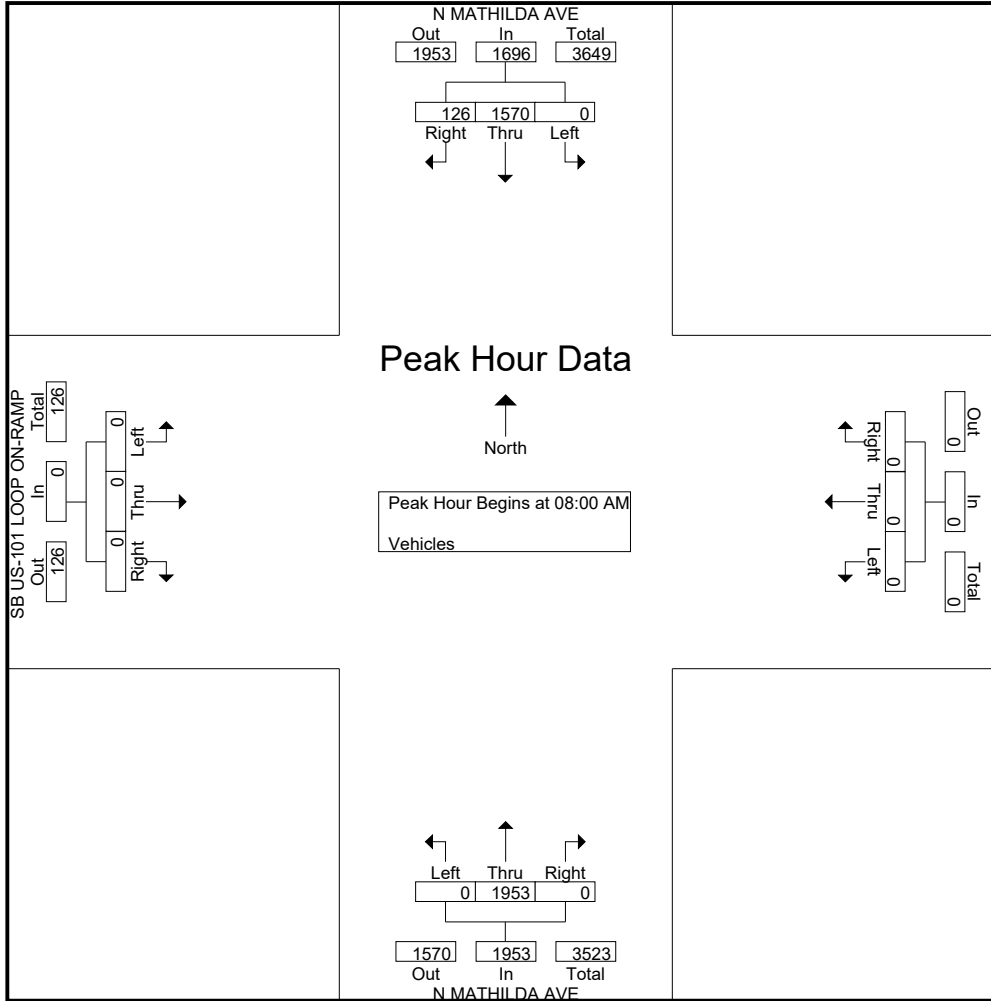 N MATHILDA AVE
Out In Total
1953 1696 3649
126 1570 0
Right Thru Left
Peak Hour Data
North
Peak Hour Begins at 08:00 AM
Vehicles
SB US-101 LOOP ON-RAMP
Total In Out
126 0 126
0 0 0
Left Thru Right
Right Thru Left
0 0 0
Out In Total
0 0 0
Left Thru Right
0 1953 0
1570 1953 3523
Out In Total
N MATHILDA AVE